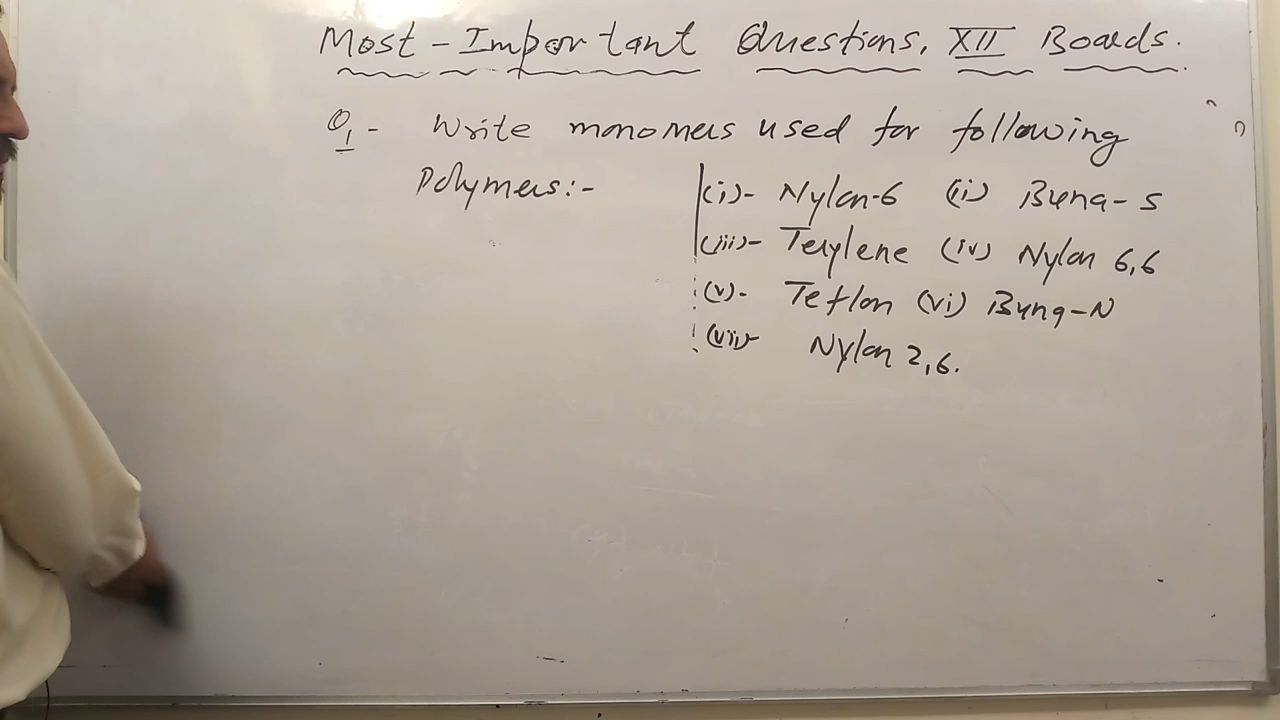 Most-Important Questions, XII Boards.
Q1- Write monomers used for following
Polymers:- (i)- Nylon-6 (ii) Buna-S
(iii)- Terylene (iv) Nylon 6,6
(v)- Teflon (vi) Buna-N
(vii)- Nylon 2,6.